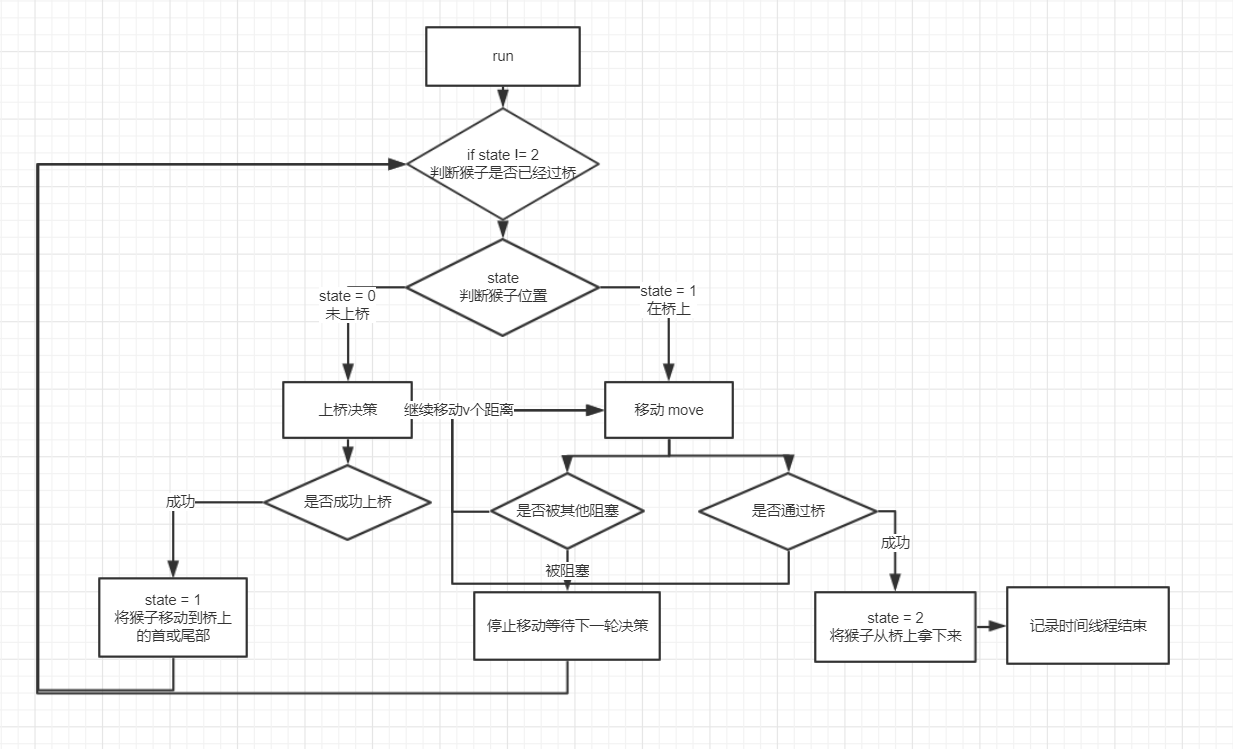 run
if state != 2
判断猴子是否已经过桥
state
判断猴子位置
state = 0
未上桥
state = 1
在桥上
上桥决策
继续移动v个距离
移动 move
成功
是否成功上桥
是否被其他阻塞
是否通过桥
成功
被阻塞
state = 1
将猴子移动到桥上
的首或尾部
停止移动等待下一轮决策
state = 2
将猴子从桥上拿下来
记录时间线程结束